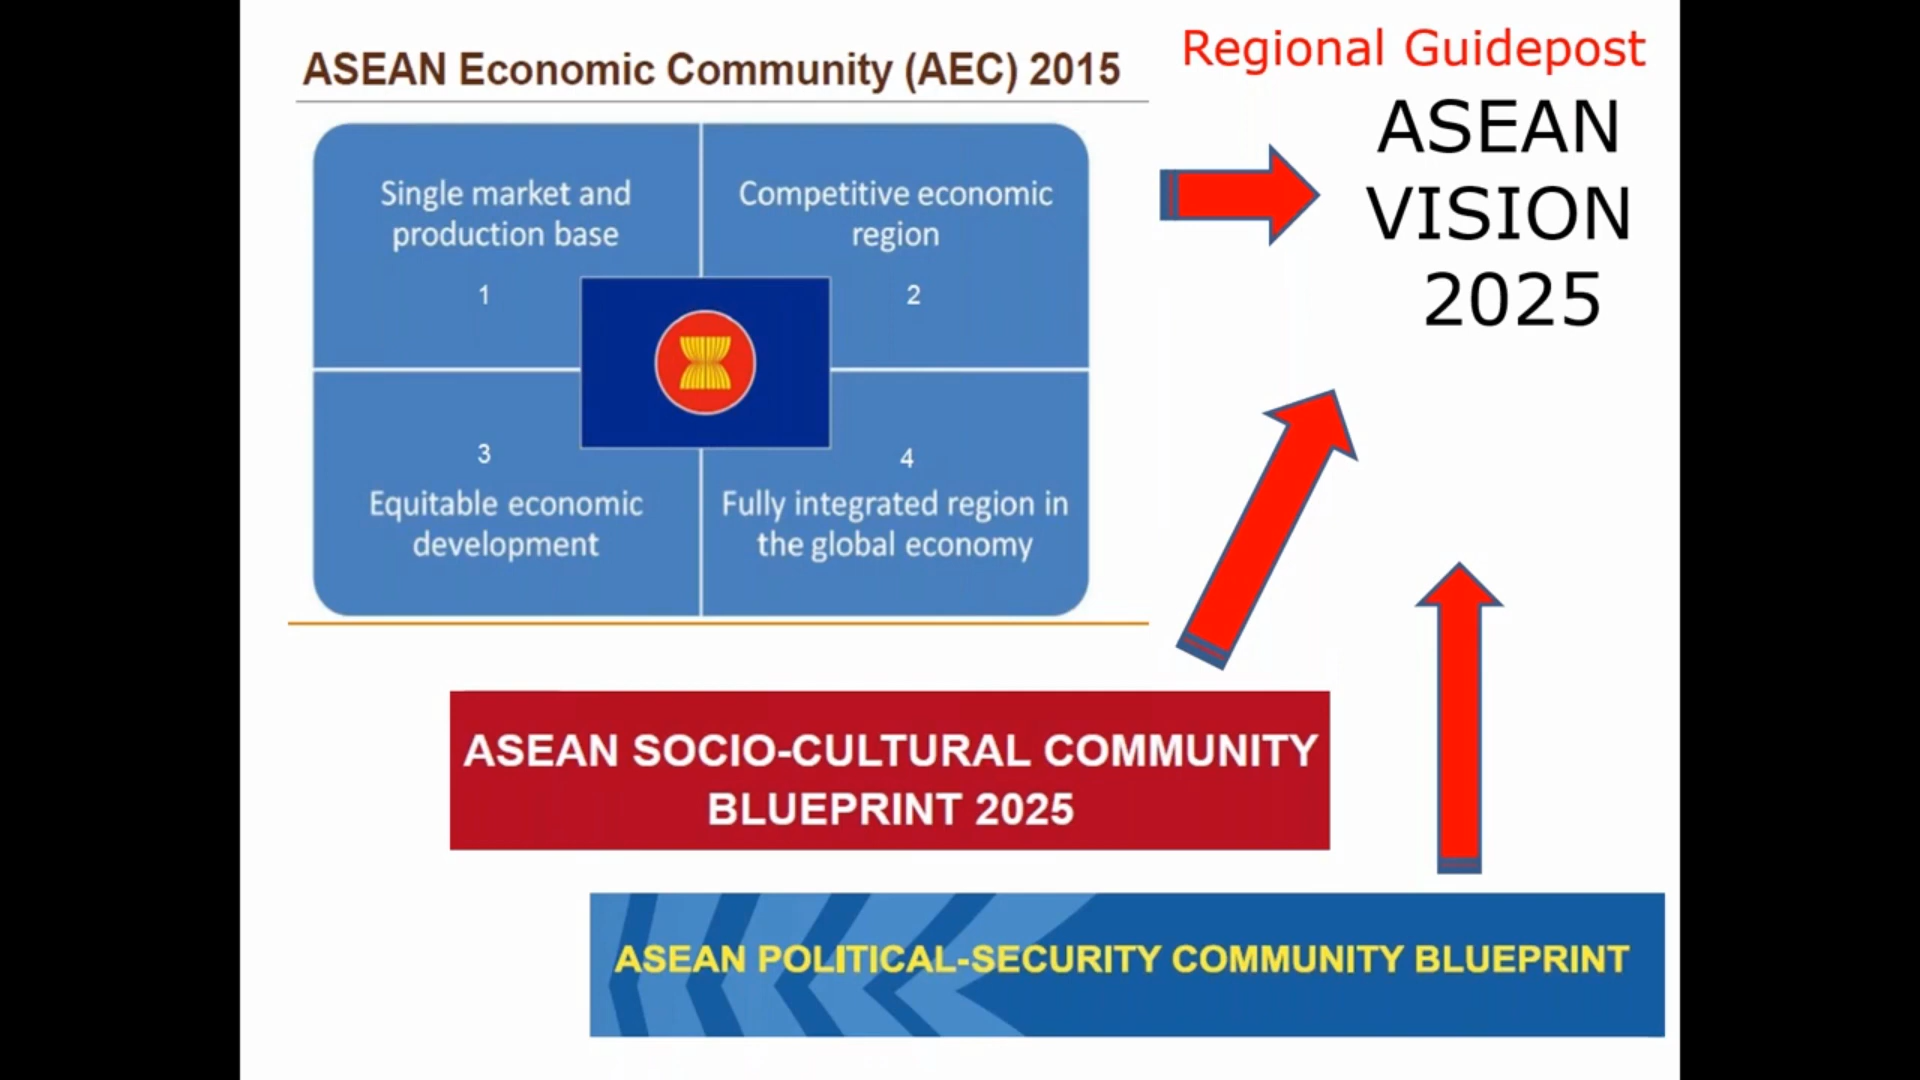 ASEAN Economic Community (AEC) 2015
Regional Guidepost
ASEAN
VISION
2025
Single market and
production base
1
Competitive economic
region
2
3
Equitable economic
development
4
Fully integrated region in
the global economy
ASEAN SOCIO-CULTURAL COMMUNITY
BLUEPRINT 2025
ASEAN POLITICAL-SECURITY COMMUNITY BLUEPRINT